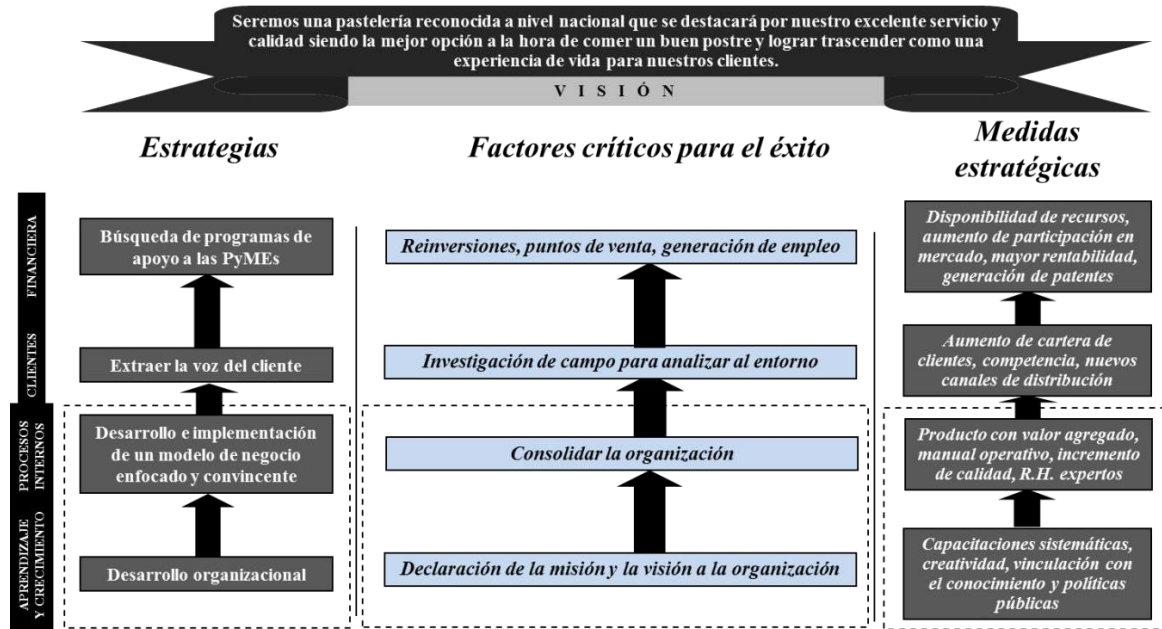 Seremos una pastelería reconocida a nivel nacional que se destacará por nuestro excelente servicio y
calidad siendo la mejor opción a la hora de comer un buen postre y lograr trascender como una
experiencia de vida para nuestros clientes.
VISIÓN
Estrategias
Factores críticos para el éxito
Medidas
estratégicas
FINANCIERA
Búsqueda de programas de
apoyo a las PyMEs
Reinversiones, puntos de venta, generación de empleo
Disponibilidad de recursos,
aumento de participación en
mercado, mayor rentabilidad,
generación de patentes
CLIENTES
Extraer la voz del cliente
Investigación de campo para analizar al entorno
Aumento de cartera de
clientes, competencia, nuevos
canales de distribución
PROCESOS
INTERNOS
Desarrollo e implementación
de un modelo de negocio
enfocado y convincente
Consolidar la organización
Producto con valor agregado,
manual operativo, incremento
de calidad, R.H. expertos
APRENDIZAJE
Y CRECIMIENTO
Desarrollo organizacional
Declaración de la misión y la visión a la organización
Capacitaciones sistemáticas,
creatividad, vinculación con
el conocimiento y políticas
públicas